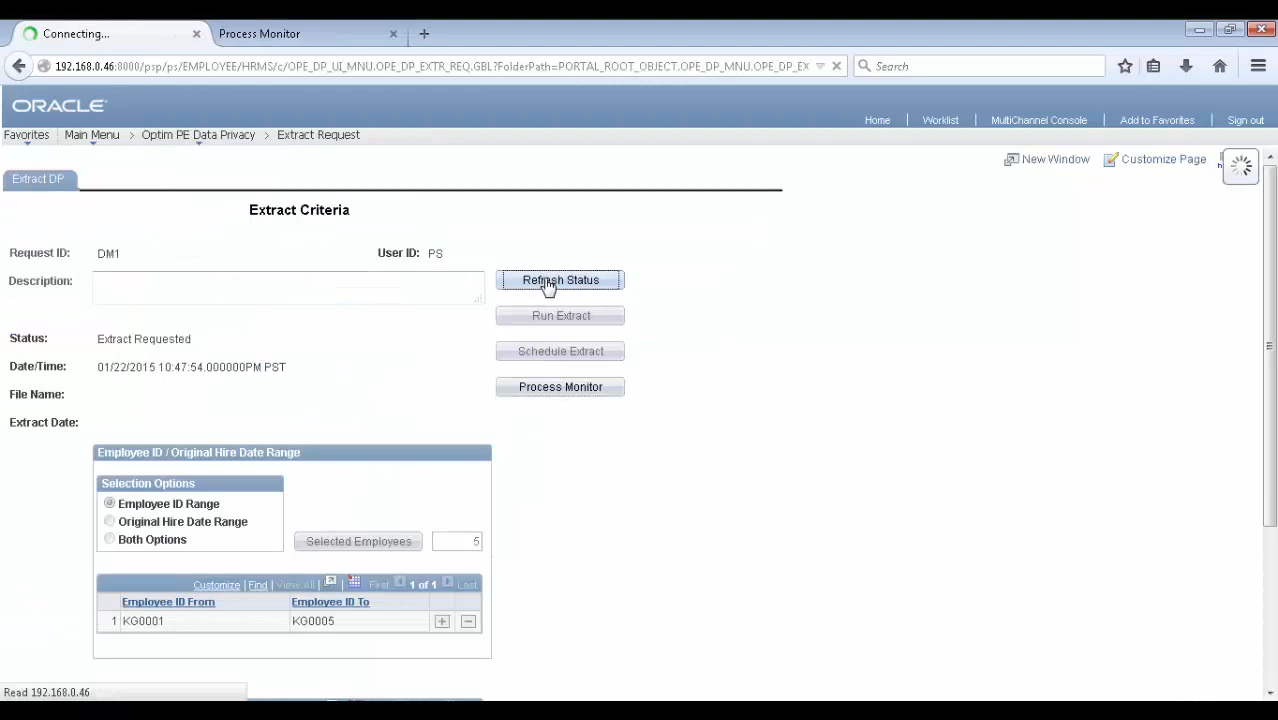 Connecting...
Process Monitor
192.168.0.46:8000/psp/ps/EMPLOYEE/HRMS/c/OPE_DP_UI_MNU.OPE_DP_EXTR_REQ.GBL?FolderPath=PORTAL_ROOT_OBJECT.OPE_DP_MNU.OPE_DP_EX
Search
ORACLE
Home
Worklist
MultiChannel Console
Add to Favorites
Sign out
Favorites
Main Menu > Optim PE Data Privacy > Extract Request
New Window
Customize Page
Extract DP
Extract Criteria
Request ID: DM1
User ID: PS
Description:
Refresh Status
Run Extract
Schedule Extract
Status: Extract Requested
Date/Time: 01/22/2015 10:47:54.000000PM PST
Process Monitor
File Name:
Extract Date:
Employee ID / Original Hire Date Range
Selection Options
Employee ID Range
Original Hire Date Range
Both Options
Selected Employees 5
Customize | Find | View All | First 1 of 1 Last
Employee ID From Employee ID To
1 KG0001 KG0005
Read 192.168.0.46